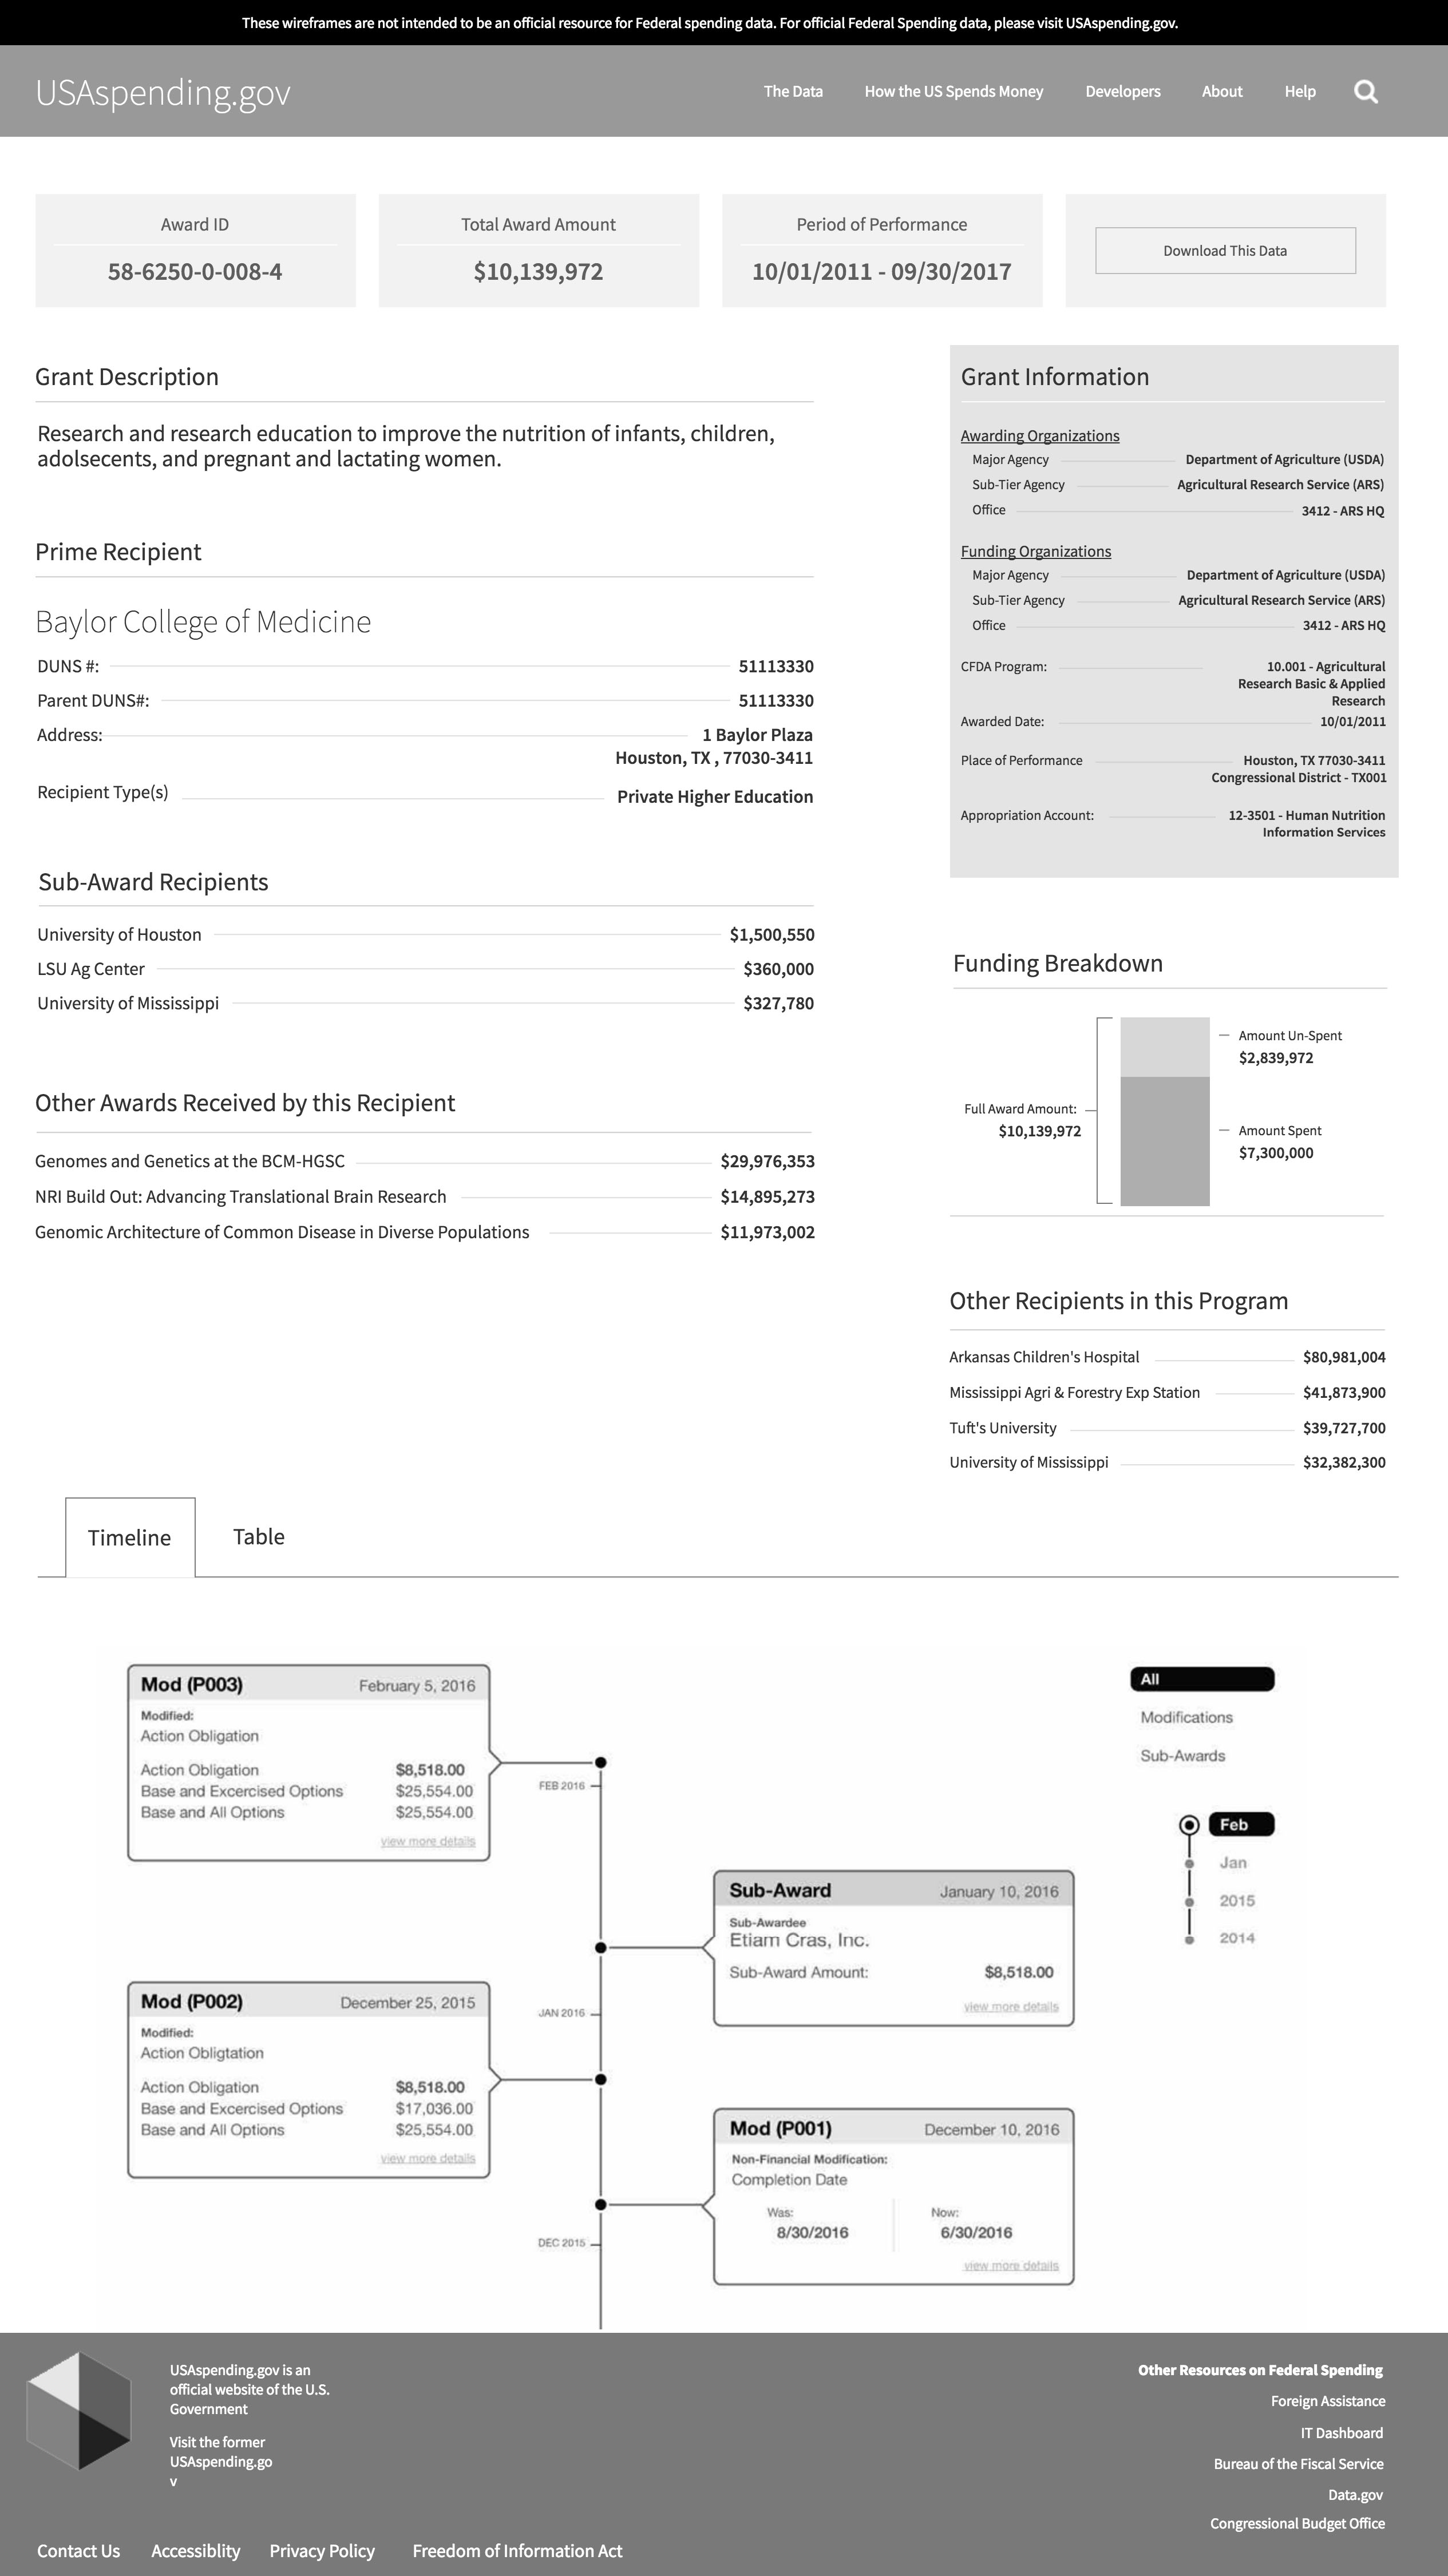 These wireframes are not intended to be an official resource for Federal spending data. For official Federal Spending data, please visit USAspending.gov.
USAspending.gov
The Data How the US Spends Money Developers About Help
Award ID
58-6250-0-008-4
Total Award Amount
$10,139,972
Period of Performance
10/01/2011 - 09/30/2017
Download This Data
Grant Description
Research and research education to improve the nutrition of infants, children,
adolsecents, and pregnant and lactating women.
Prime Recipient
Baylor College of Medicine
DUNS #: 51113330
Parent DUNS#: 51113330
Address: 1 Baylor Plaza
Houston, TX , 77030-3411
Recipient Type(s) Private Higher Education
Sub-Award Recipients
University of Houston $1,500,550
LSU Ag Center $360,000
University of Mississippi $327,780
Other Awards Received by this Recipient
Genomes and Genetics at the BCM-HGSC $29,976,353
NRI Build Out: Advancing Translational Brain Research $14,895,273
Genomic Architecture of Common Disease in Diverse Populations $11,973,002
Grant Information
Awarding Organizations
Major Agency Department of Agriculture (USDA)
Sub-Tier Agency Agricultural Research Service (ARS)
Office 3412 - ARS HQ
Funding Organizations
Major Agency Department of Agriculture (USDA)
Sub-Tier Agency Agricultural Research Service (ARS)
Office 3412 - ARS HQ
CFDA Program: 10.001 - Agricultural
Research Basic & Applied
Research
Awarded Date: 10/01/2011
Place of Performance Houston, TX 77030-3411
Congressional District - TX001
Appropriation Account: 12-3501 - Human Nutrition
Information Services
Funding Breakdown
Full Award Amount:
$10,139,972
Amount Un-Spent
$2,839,972
Amount Spent
$7,300,000
Other Recipients in this Program
Arkansas Children's Hospital $80,981,004
Mississippi Agri & Forestry Exp Station $41,873,900
Tuft's University $39,727,700
University of Mississippi $32,382,300
Timeline Table
Mod (P003) February 5, 2016
Modified:
Action Obligation
Action Obligation $8,518.00
Base and Excercised Options $25,554.00
Base and All Options $25,554.00
view more details
FEB 2016
Sub-Award January 10, 2016
Sub-Awardee
Etiam Cras, Inc.
Sub-Award Amount: $8,518.00
view more details
JAN 2016
Mod (P002) December 25, 2015
Modified:
Action Obligtation
Action Obligation $8,518.00
Base and Excercised Options $17,036.00
Base and All Options $25,554.00
view more details
Mod (P001) December 10, 2016
Non-Financial Modification:
Completion Date
Was: Now:
8/30/2016 6/30/2016
view more details
DEC 2015
All
Modifications
Sub-Awards
Feb
Jan
2015
2014
USAspending.gov is an
official website of the U.S.
Government
Visit the former
USAspending.go
v
Other Resources on Federal Spending
Foreign Assistance
IT Dashboard
Bureau of the Fiscal Service
Data.gov
Congressional Budget Office
Contact Us Accessiblity Privacy Policy Freedom of Information Act